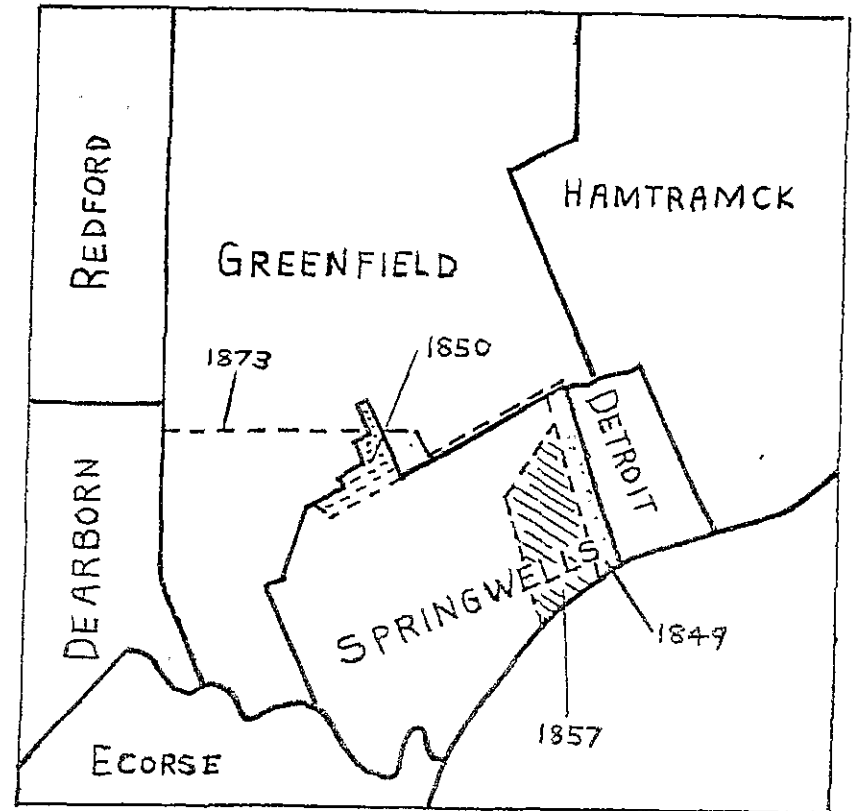 REDFORD
HAMTRAMCK
GREENFIELD
1873
1850
DETROIT
DEARBORN
SPRINGWELLS
1849
1857
ECORSE